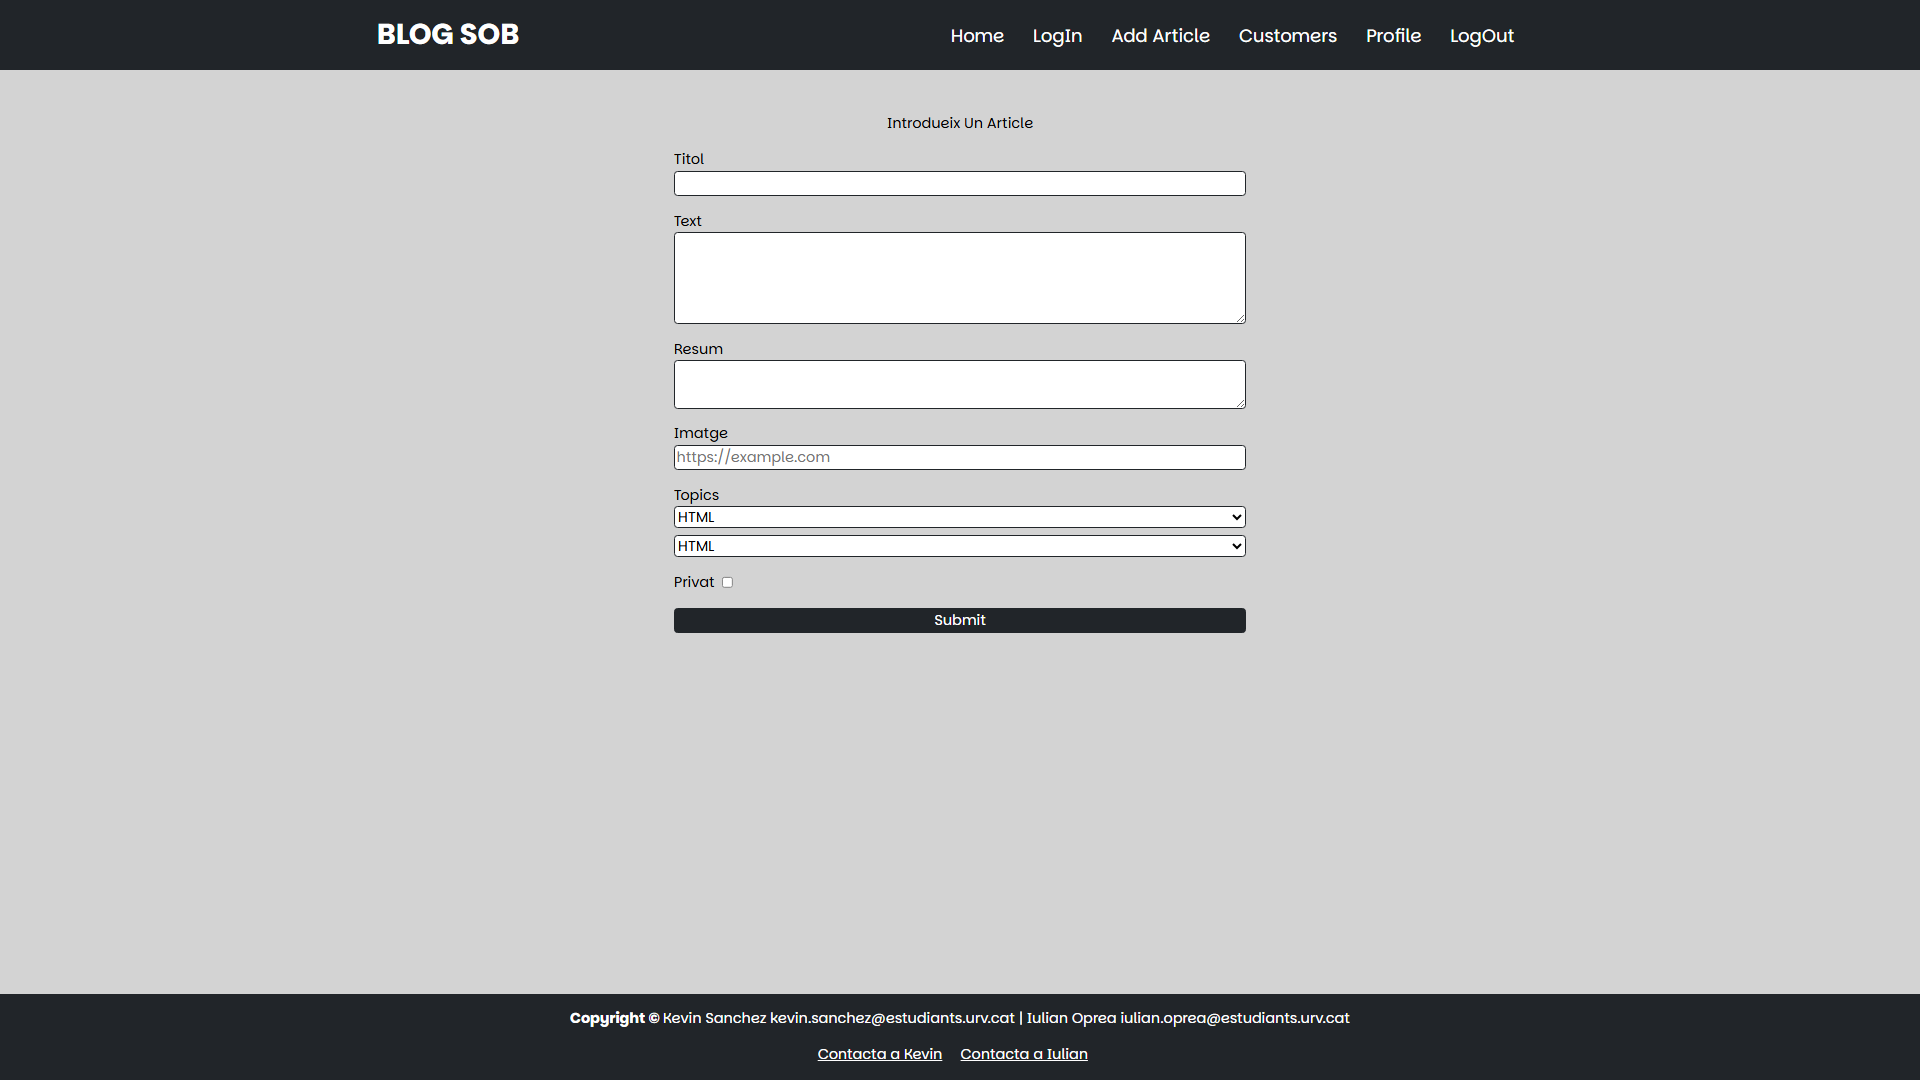 BLOG SOB
Home LogIn Add Article Customers Profile LogOut
Introdueix Un Article
Titol
Text
Resum
Imatge
https://example.com
Topics
HTML
HTML
Privat
Submit
Copyright © Kevin Sanchez kevin.sanchez@estudiants.urv.cat | Iulian Oprea iulian.oprea@estudiants.urv.cat
Contacta a Kevin Contacta a Iulian